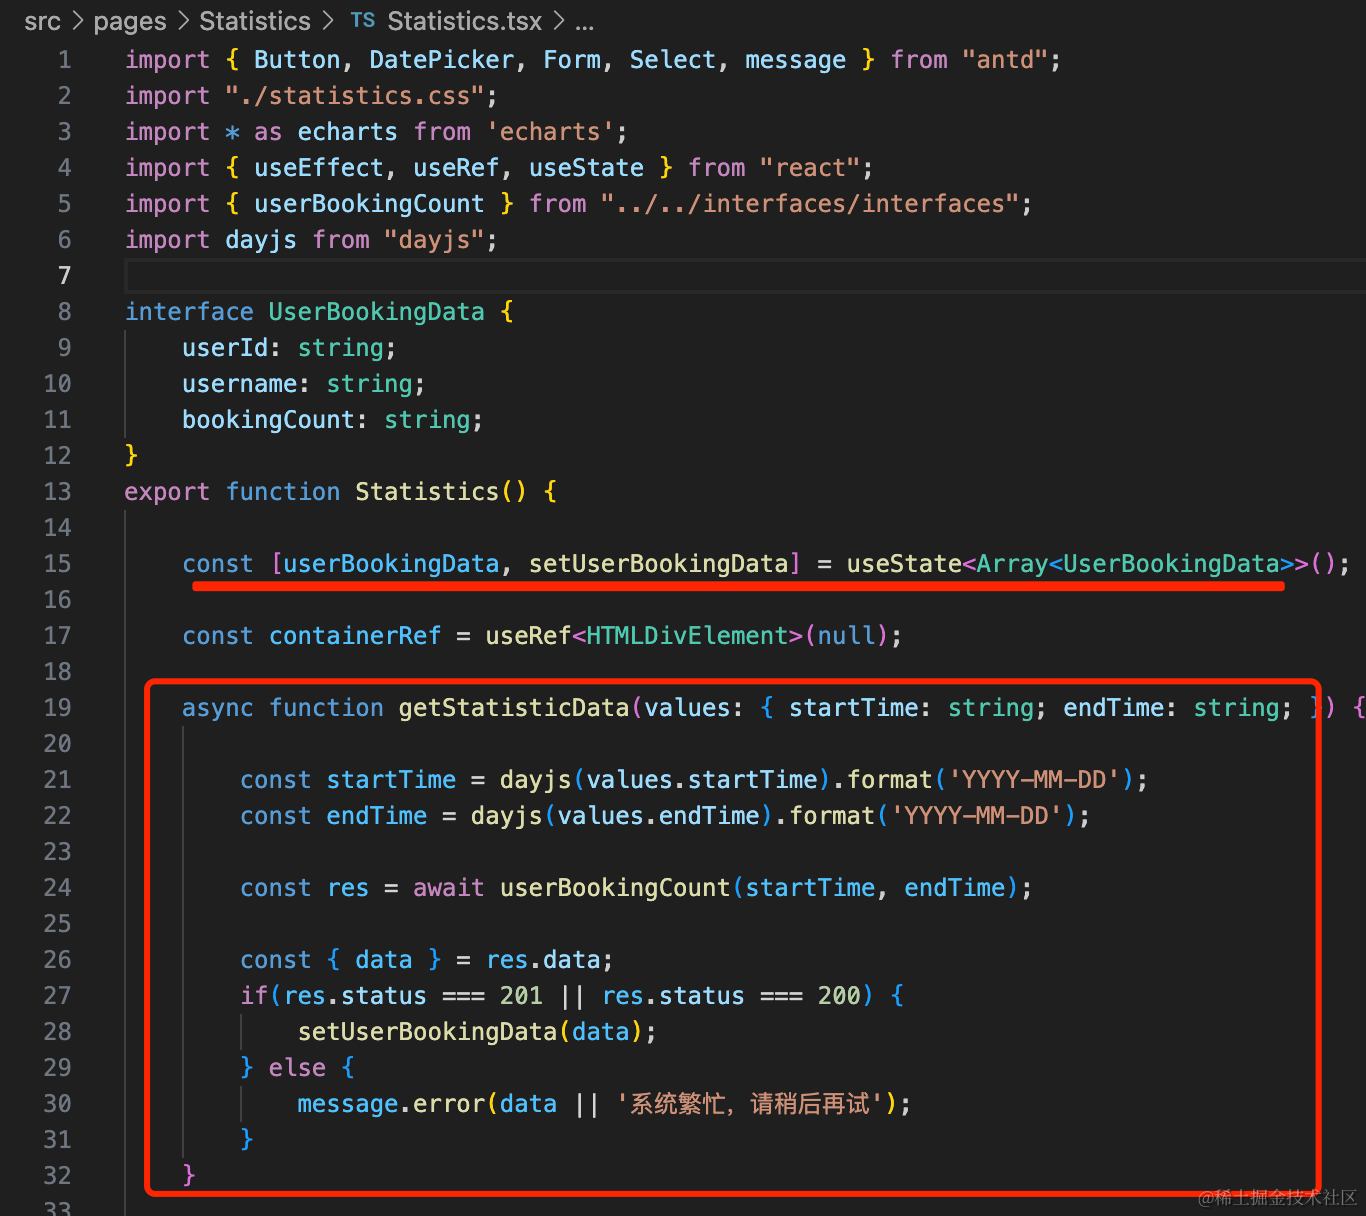 src > pages > Statistics > TS Statistics.tsx > ...
1 import { Button, DatePicker, Form, Select, message } from "antd";
2 import "./statistics.css";
3 import * as echarts from 'echarts';
4 import { useEffect, useRef, useState } from "react";
5 import { userBookingCount } from "../../interfaces/interfaces";
6 import dayjs from "dayjs";
7
8 interface UserBookingData {
9     userId: string;
10     username: string;
11     bookingCount: string;
12 }
13 export function Statistics() {
14
15     const [userBookingData, setUserBookingData] = useState<Array<UserBookingData>>();
16
17     const containerRef = useRef<HTMLDivElement>(null);
18
19     async function getStatisticData(values: { startTime: string; endTime: string; }) {
20
21         const startTime = dayjs(values.startTime).format('YYYY-MM-DD');
22         const endTime = dayjs(values.endTime).format('YYYY-MM-DD');
23
24         const res = await userBookingCount(startTime, endTime);
25
26         const { data } = res.data;
27         if(res.status === 201 || res.status === 200) {
28             setUserBookingData(data);
29         } else {
30             message.error(data || '系统繁忙，请稍后再试');
31         }
32     }
33
@稀土掘金技术社区